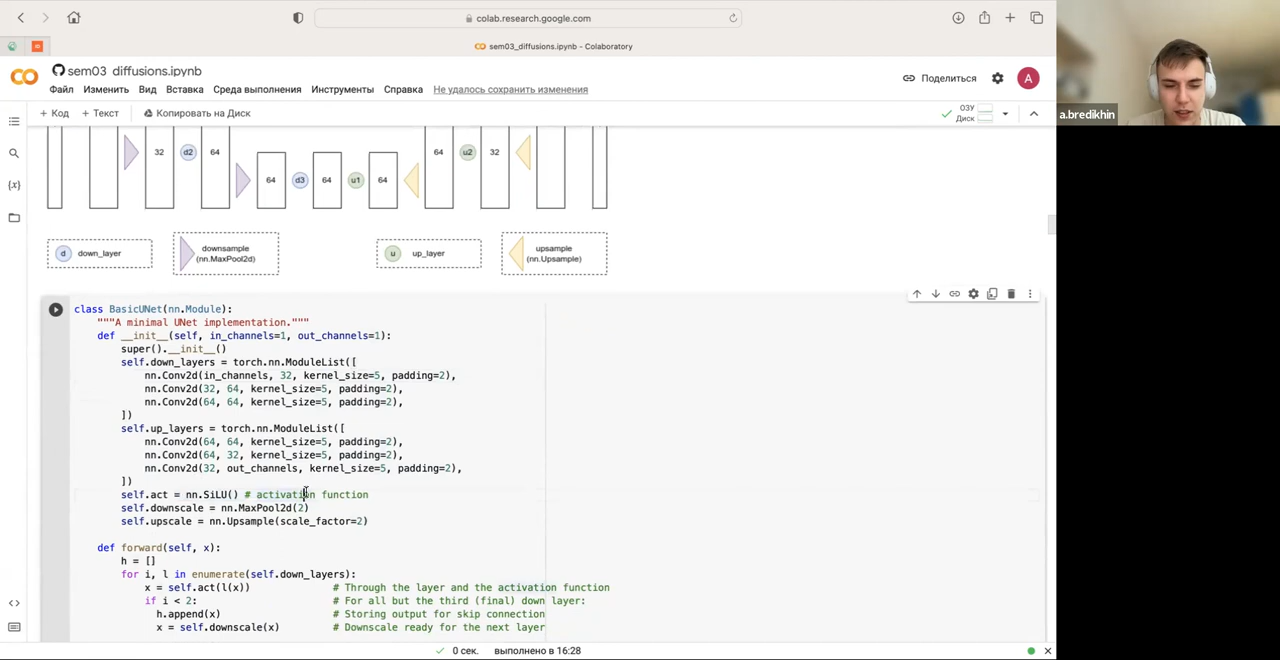 colab.research.google.com
sem03_diffusions.ipynb - Colaboratory
sem03 diffusions.ipynb
Файл Изменить Вид Вставка Среда выполнения Инструменты Справка Не удалось сохранить изменения
Поделиться
A
a.bredikhin
+ Код + Текст Копировать на Диск
ОЗУ
Диск
32 d2 64 64 u2 32
64 d3 64 u1 64
d down_layer
downsample
(nn.MaxPool2d)
u up_layer
upsample
(nn.Upsample)
class BasicUNet(nn.Module):
"""A minimal UNet implementation."""
def __init__(self, in_channels=1, out_channels=1):
super().__init__()
self.down_layers = torch.nn.ModuleList([
nn.Conv2d(in_channels, 32, kernel_size=5, padding=2),
nn.Conv2d(32, 64, kernel_size=5, padding=2),
nn.Conv2d(64, 64, kernel_size=5, padding=2),
])
self.up_layers = torch.nn.ModuleList([
nn.Conv2d(64, 64, kernel_size=5, padding=2),
nn.Conv2d(64, 32, kernel_size=5, padding=2),
nn.Conv2d(32, out_channels, kernel_size=5, padding=2),
])
self.act = nn.SiLU() # activation function
self.downscale = nn.MaxPool2d(2)
self.upscale = nn.Upsample(scale_factor=2)
def forward(self, x):
h = []
for i, l in enumerate(self.down_layers):
x = self.act(l(x)) # Through the layer and the activation function
if i < 2: # For all but the third (final) down layer:
h.append(x) # Storing output for skip connection
x = self.downscale(x) # Downscale ready for the next layer
0 сек. выполнено в 16:28